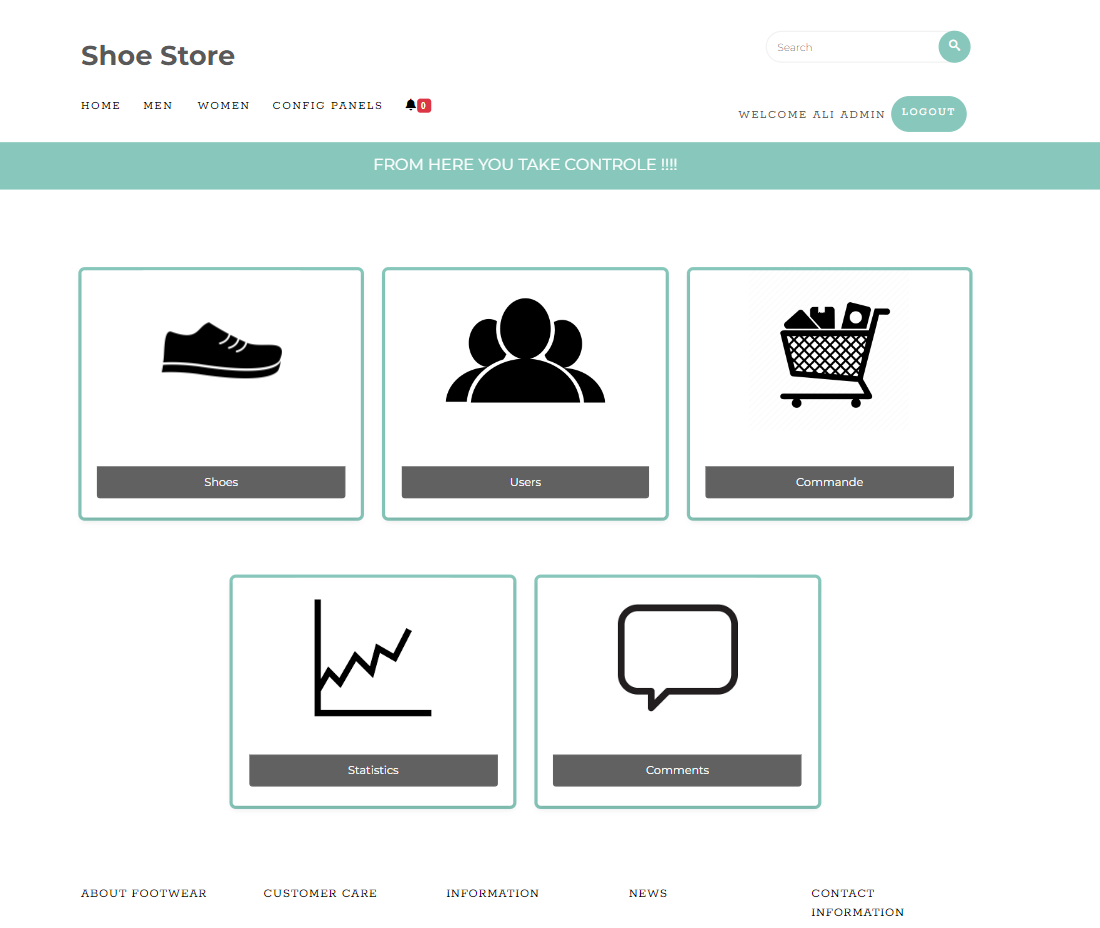 Shoe Store
Search
HOME MEN WOMEN CONFIG PANELS 0
WELCOME ALI ADMIN LOGOUT
FROM HERE YOU TAKE CONTROLE !!!!
Shoes
Users
Commande
Statistics
Comments
ABOUT FOOTWEAR
CUSTOMER CARE
INFORMATION
NEWS
CONTACT
INFORMATION